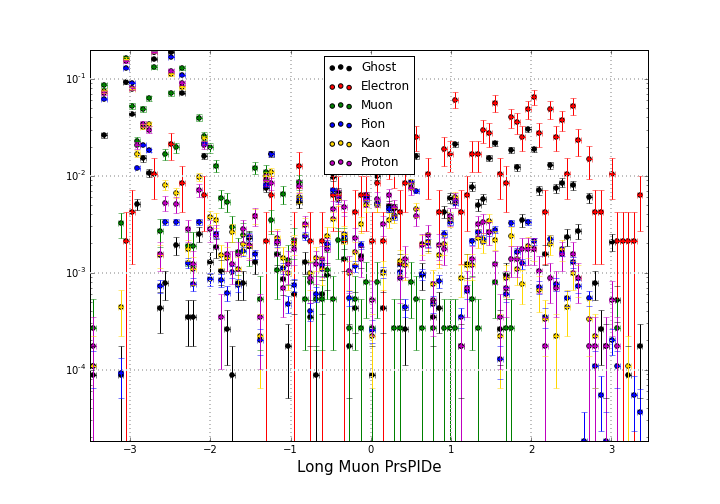 Ghost
Electron
Muon
Pion
Kaon
Proton
10⁻¹
10⁻²
10⁻³
10⁻⁴
−3 −2 −1 0 1 2 3
Long Muon PrsPIDe